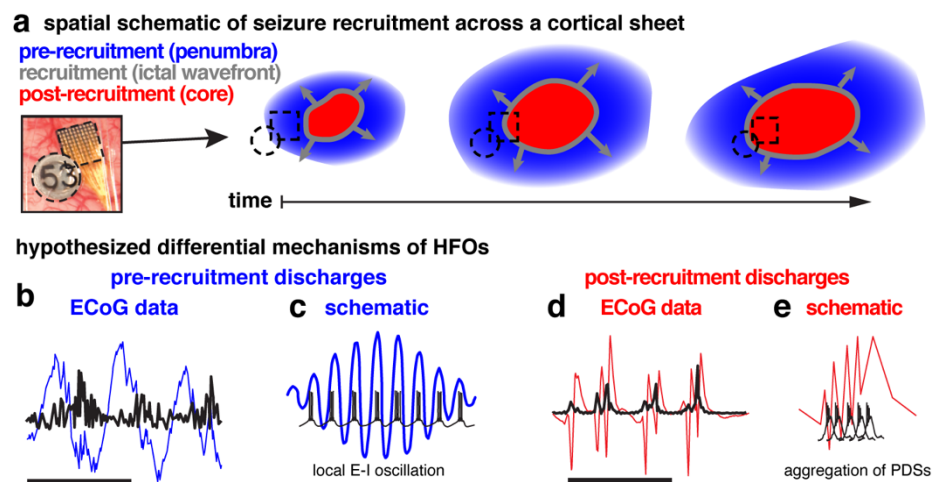 a spatial schematic of seizure recruitment across a cortical sheet
pre-recruitment (penumbra)
recruitment (ictal wavefront)
post-recruitment (core)
53
time
hypothesized differential mechanisms of HFOs
pre-recruitment discharges
post-recruitment discharges
b ECoG data
c schematic
d ECoG data
e schematic
local E-I oscillation
aggregation of PDSs